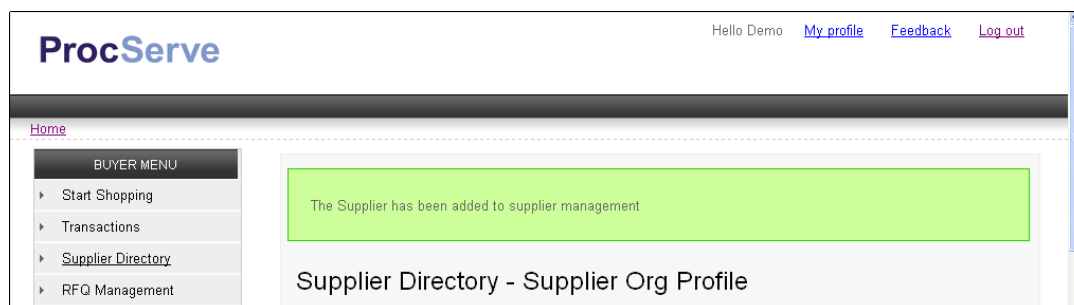 ProcServe
Hello Demo My profile Feedback Log out
Home
BUYER MENU
Start Shopping
Transactions
Supplier Directory
RFQ Management
The Supplier has been added to supplier management
Supplier Directory - Supplier Org Profile